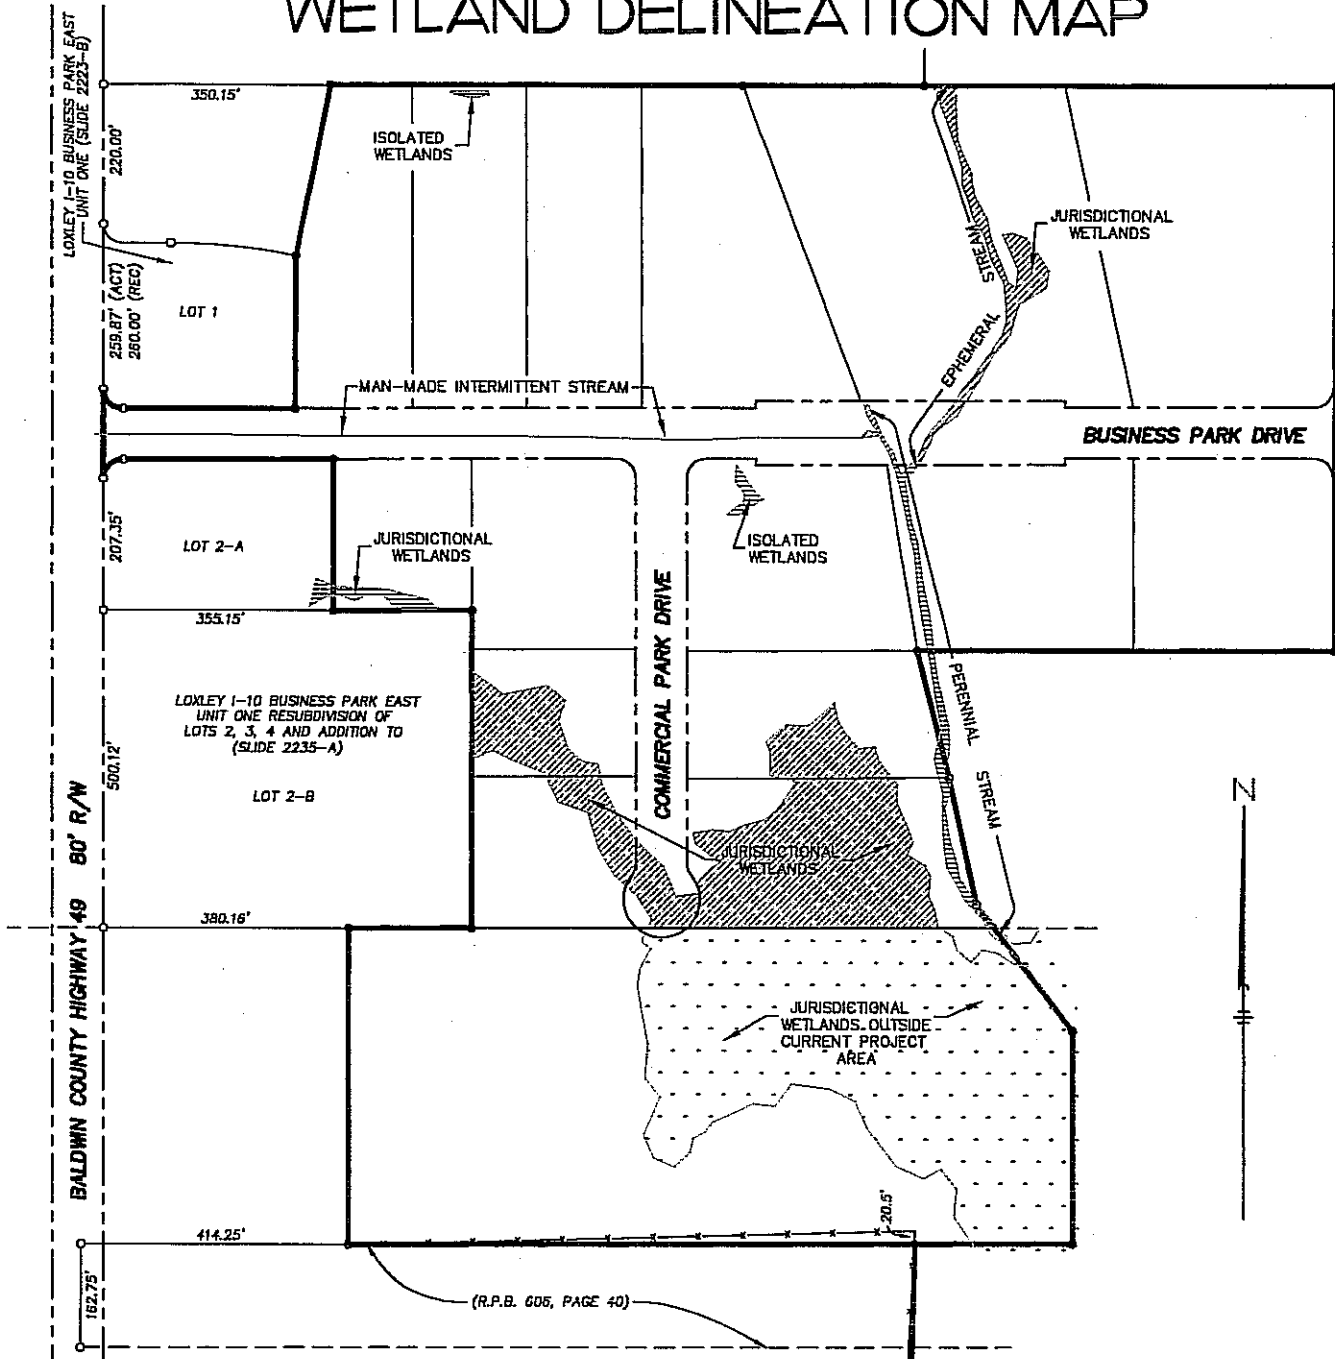 WETLAND DELINEATION MAP
LOXLEY I-10 BUSINESS PARK EAST
UNIT ONE (SLIDE 2223-B)
350.15'
220.00'
ISOLATED
WETLANDS
STREAM
JURISDICTIONAL
WETLANDS
259.87' (ACT)
260.00' (REC)
LOT 1
EPHEMERAL
MAN-MADE INTERMITTENT STREAM
BUSINESS PARK DRIVE
207.35'
LOT 2-A
JURISDICTIONAL
WETLANDS
ISOLATED
WETLANDS
355.15'
COMMERCIAL PARK DRIVE
PERENNIAL
STREAM
LOXLEY I-10 BUSINESS PARK EAST
UNIT ONE RESUBDIVISION OF
LOTS 2, 3, 4 AND ADDITION TO
(SLIDE 2235-A)
500.12'
LOT 2-B
N
JURISDICTIONAL
WETLANDS
BALDWIN COUNTY HIGHWAY 49 80' R/W
380.16'
JURISDICTIONAL
WETLANDS OUTSIDE
CURRENT PROJECT
AREA
20.5'
414.25'
162.75'
(R.P.B. 606, PAGE 40)